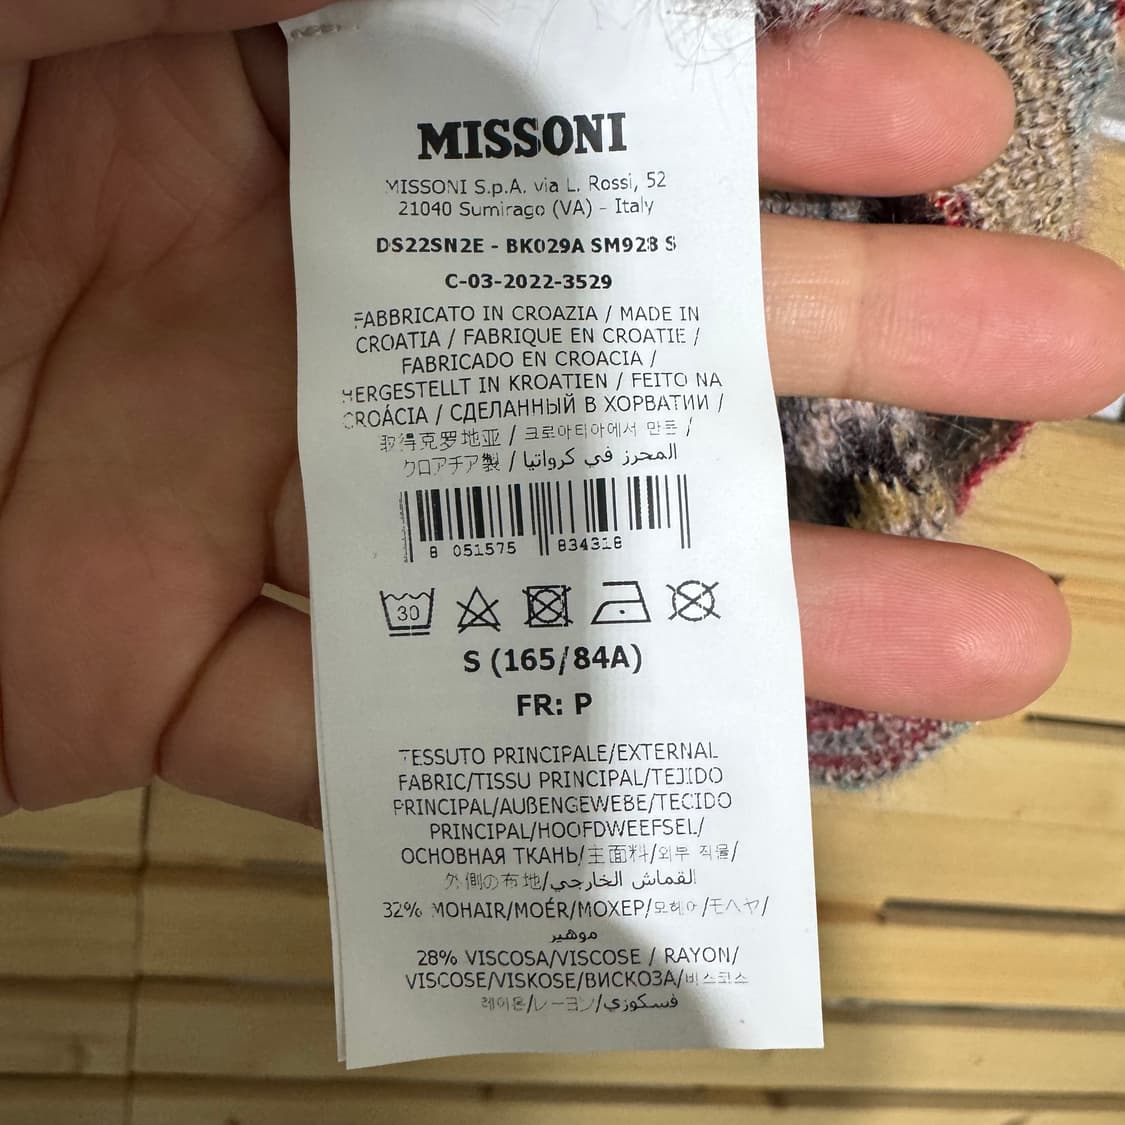 MISSONI
MISSONI S.p.A. via L. Rossi, 52
21040 Sumirago (VA) - Italy
DS22SN2E - BK029A SM928 S
C-03-2022-3529
FABBRICATO IN CROAZIA / MADE IN
CROATIA / FABRIQUE EN CROATIE /
FABRICADO EN CROACIA /
HERGESTELLT IN KROATIEN / FEITO NA
CROÁCIA / СДЕЛАННЫЙ В ХОРВАТИИ /
取得克罗地亚 / 크로아티아에서 만든 /
クロアチア製 / المحرز في كرواتيا
8 051575 834318
30
S (165/84A)
FR: P
TESSUTO PRINCIPALE/EXTERNAL
FABRIC/TISSU PRINCIPAL/TEJIDO
PRINCIPAL/AUßENGEWEBE/TECIDO
PRINCIPAL/HOOFDWEEFSEL/
ОСНОВНАЯ ТКАНЬ/主面料/외부 직물/
外側の布地/القماش الخارجي
32% MOHAIR/MOÉR/МОХЕР/모헤어/モヘヤ/
موهير
28% VISCOSA/VISCOSE / RAYON/
VISCOSE/VISKOSE/ВИСКОЗА/비스코스
레이온/レーヨン/فسكوزي